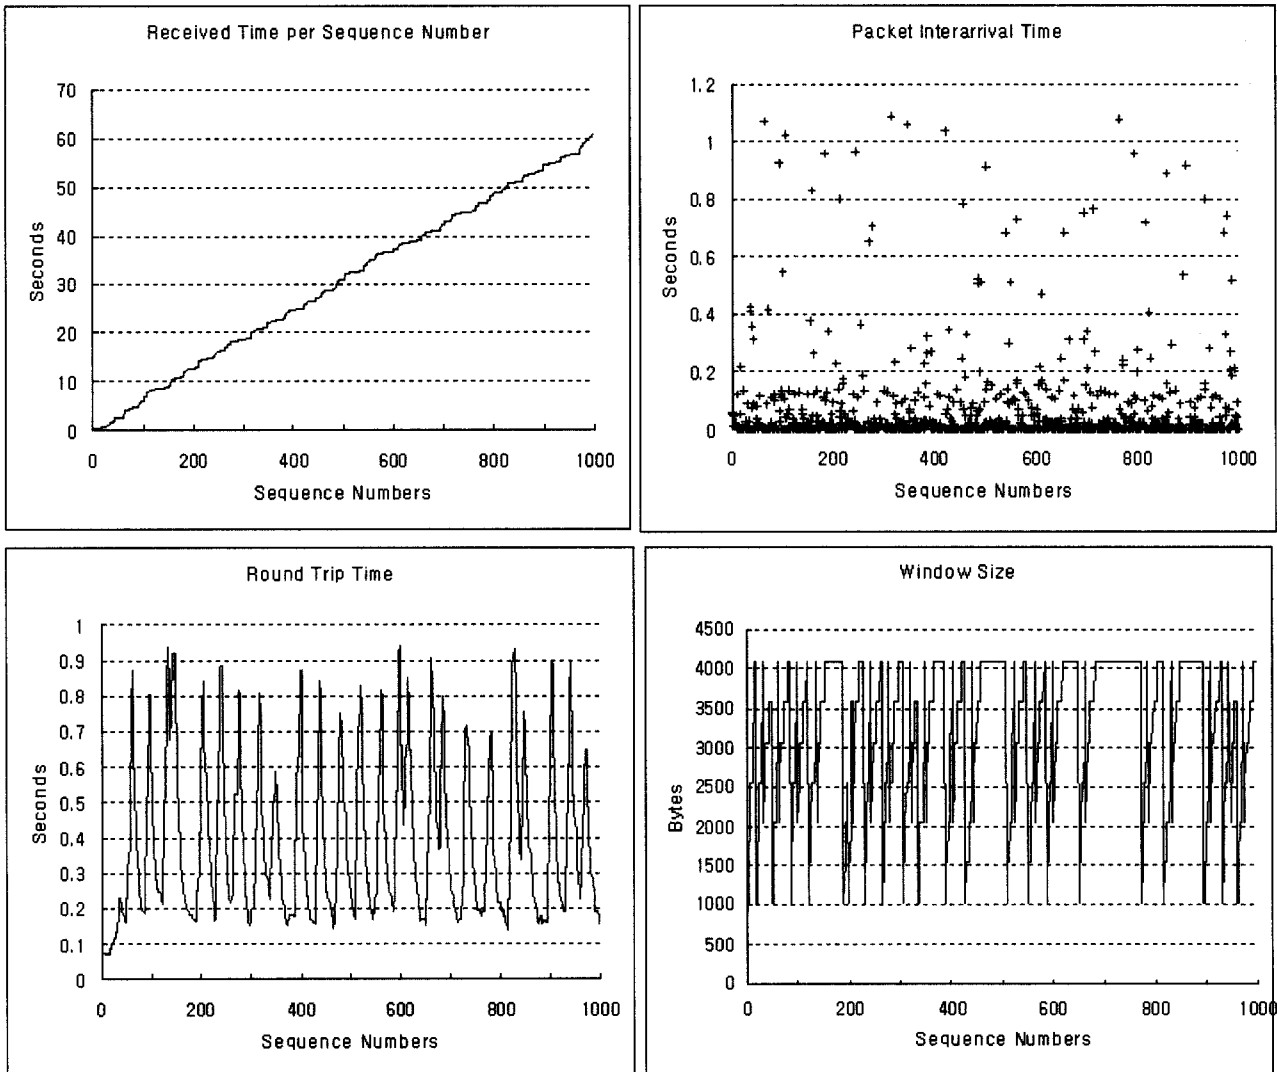 Received Time per Sequence Number
70
60
50
40
30
20
10
0
Seconds
0 200 400 600 800 1000
Sequence Numbers
Packet Interarrival Time
1.2
1
0.8
0.6
0.4
0.2
0
Seconds
0 200 400 600 800 1000
Sequence Numbers
Round Trip Time
1
0.9
0.8
0.7
0.6
0.5
0.4
0.3
0.2
0.1
0
Seconds
0 200 400 600 800 1000
Sequence Numbers
Window Size
4500
4000
3500
3000
2500
2000
1500
1000
500
0
Bytes
0 200 400 600 800 1000
Sequence Numbers